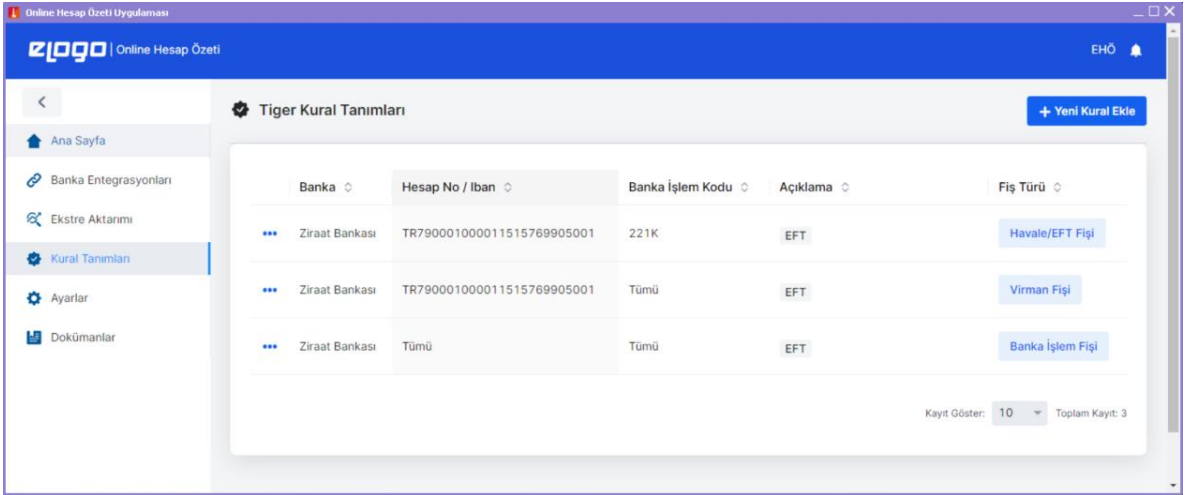 Online Hesap Özeti Uygulaması
eLOGO | Online Hesap Özeti
EHÖ
Tiger Kural Tanımları
+ Yeni Kural Ekle
Ana Sayfa
Banka Entegrasyonları
Ekstre Aktarımı
Kural Tanımları
Ayarlar
Dokümanlar
Banka Hesap No / Iban Banka İşlem Kodu Açıklama Fiş Türü
Ziraat Bankası TR790001000011515769905001 221K EFT Havale/EFT Fişi
Ziraat Bankası TR790001000011515769905001 Tümü EFT Virman Fişi
Ziraat Bankası Tümü Tümü EFT Banka İşlem Fişi
Kayıt Göster: 10 Toplam Kayıt: 3